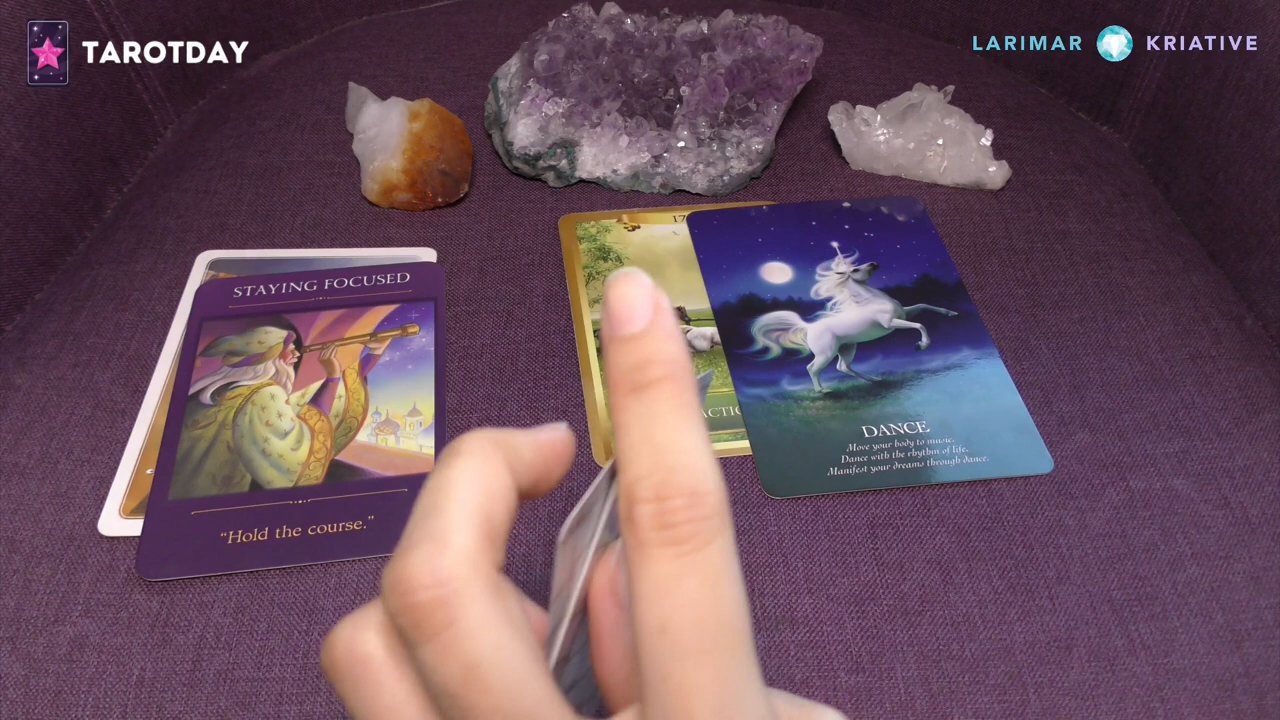 TAROTDAY
LARIMAR KRIATIVE
STAYING FOCUSED
"Hold the course."
17
DANCE
Move your body to music.
Dance with the rhythm of life.
Manifest your dreams through dance.